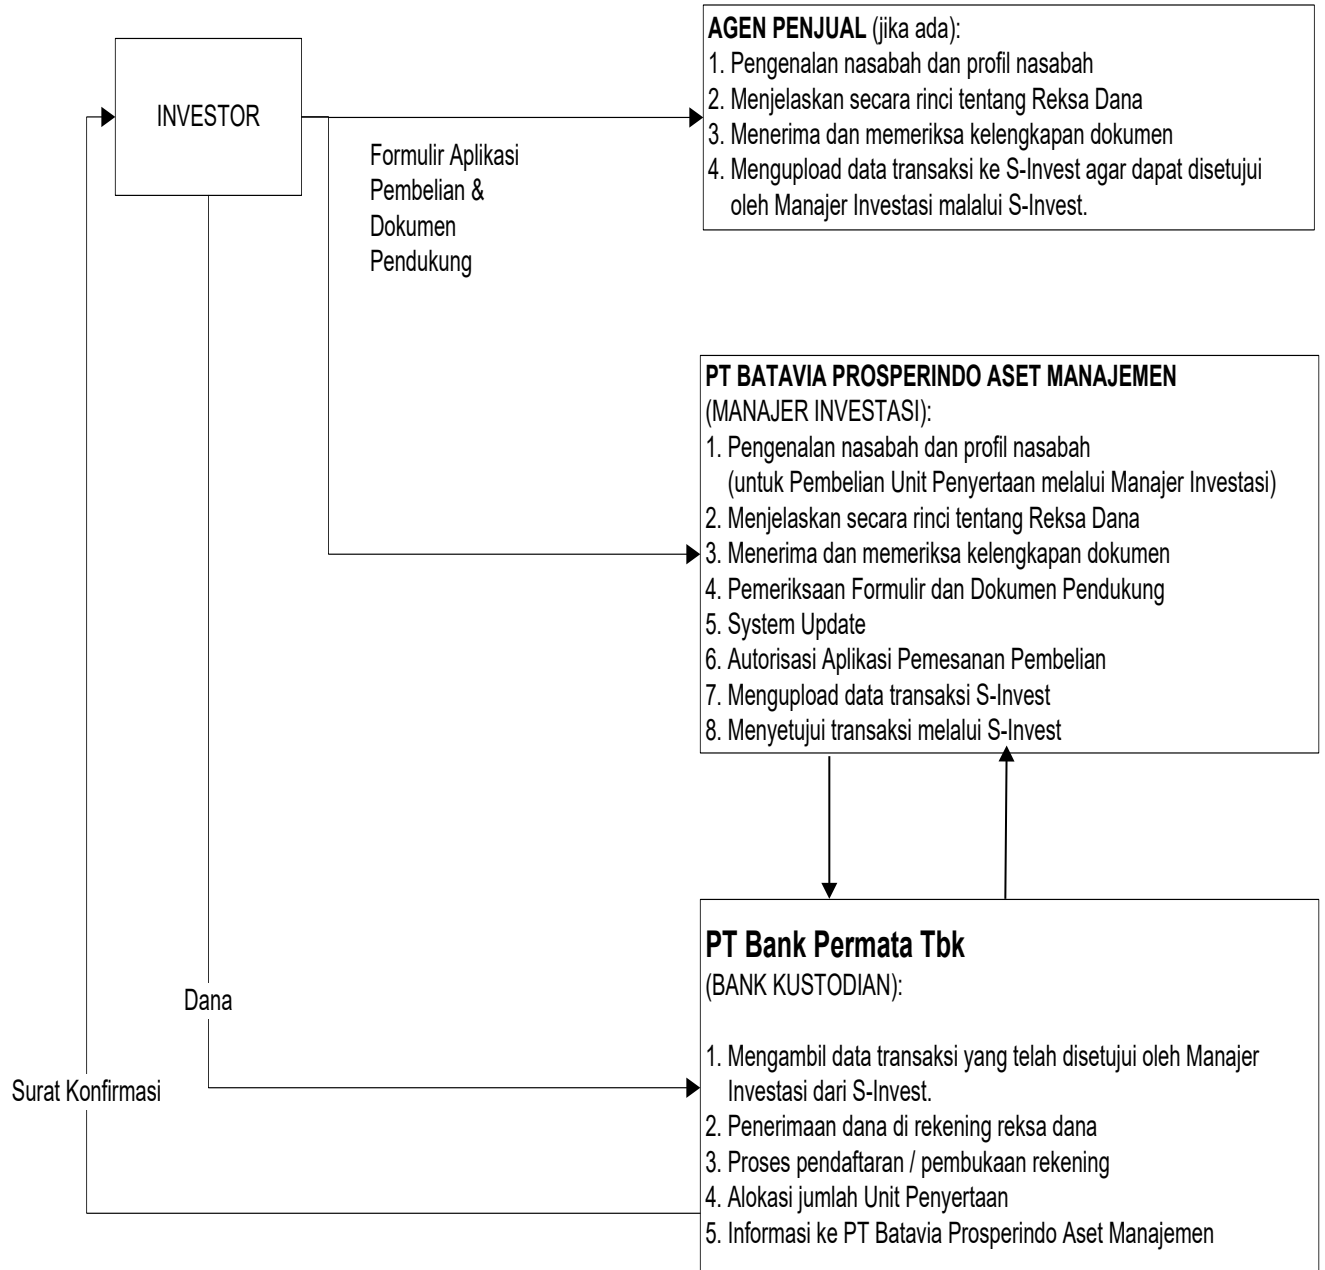 AGEN PENJUAL (jika ada):
1. Pengenalan nasabah dan profil nasabah
2. Menjelaskan secara rinci tentang Reksa Dana
3. Menerima dan memeriksa kelengkapan dokumen
4. Mengupload data transaksi ke S-Invest agar dapat disetujui
oleh Manajer Investasi malalui S-Invest.
INVESTOR
Formulir Aplikasi
Pembelian &
Dokumen
Pendukung
PT BATAVIA PROSPERINDO ASET MANAJEMEN
(MANAJER INVESTASI):
1. Pengenalan nasabah dan profil nasabah
(untuk Pembelian Unit Penyertaan melalui Manajer Investasi)
2. Menjelaskan secara rinci tentang Reksa Dana
3. Menerima dan memeriksa kelengkapan dokumen
4. Pemeriksaan Formulir dan Dokumen Pendukung
5. System Update
6. Autorisasi Aplikasi Pemesanan Pembelian
7. Mengupload data transaksi S-Invest
8. Menyetujui transaksi melalui S-Invest
Dana
Surat Konfirmasi
PT Bank Permata Tbk
(BANK KUSTODIAN):
1. Mengambil data transaksi yang telah disetujui oleh Manajer
Investasi dari S-Invest.
2. Penerimaan dana di rekening reksa dana
3. Proses pendaftaran / pembukaan rekening
4. Alokasi jumlah Unit Penyertaan
5. Informasi ke PT Batavia Prosperindo Aset Manajemen